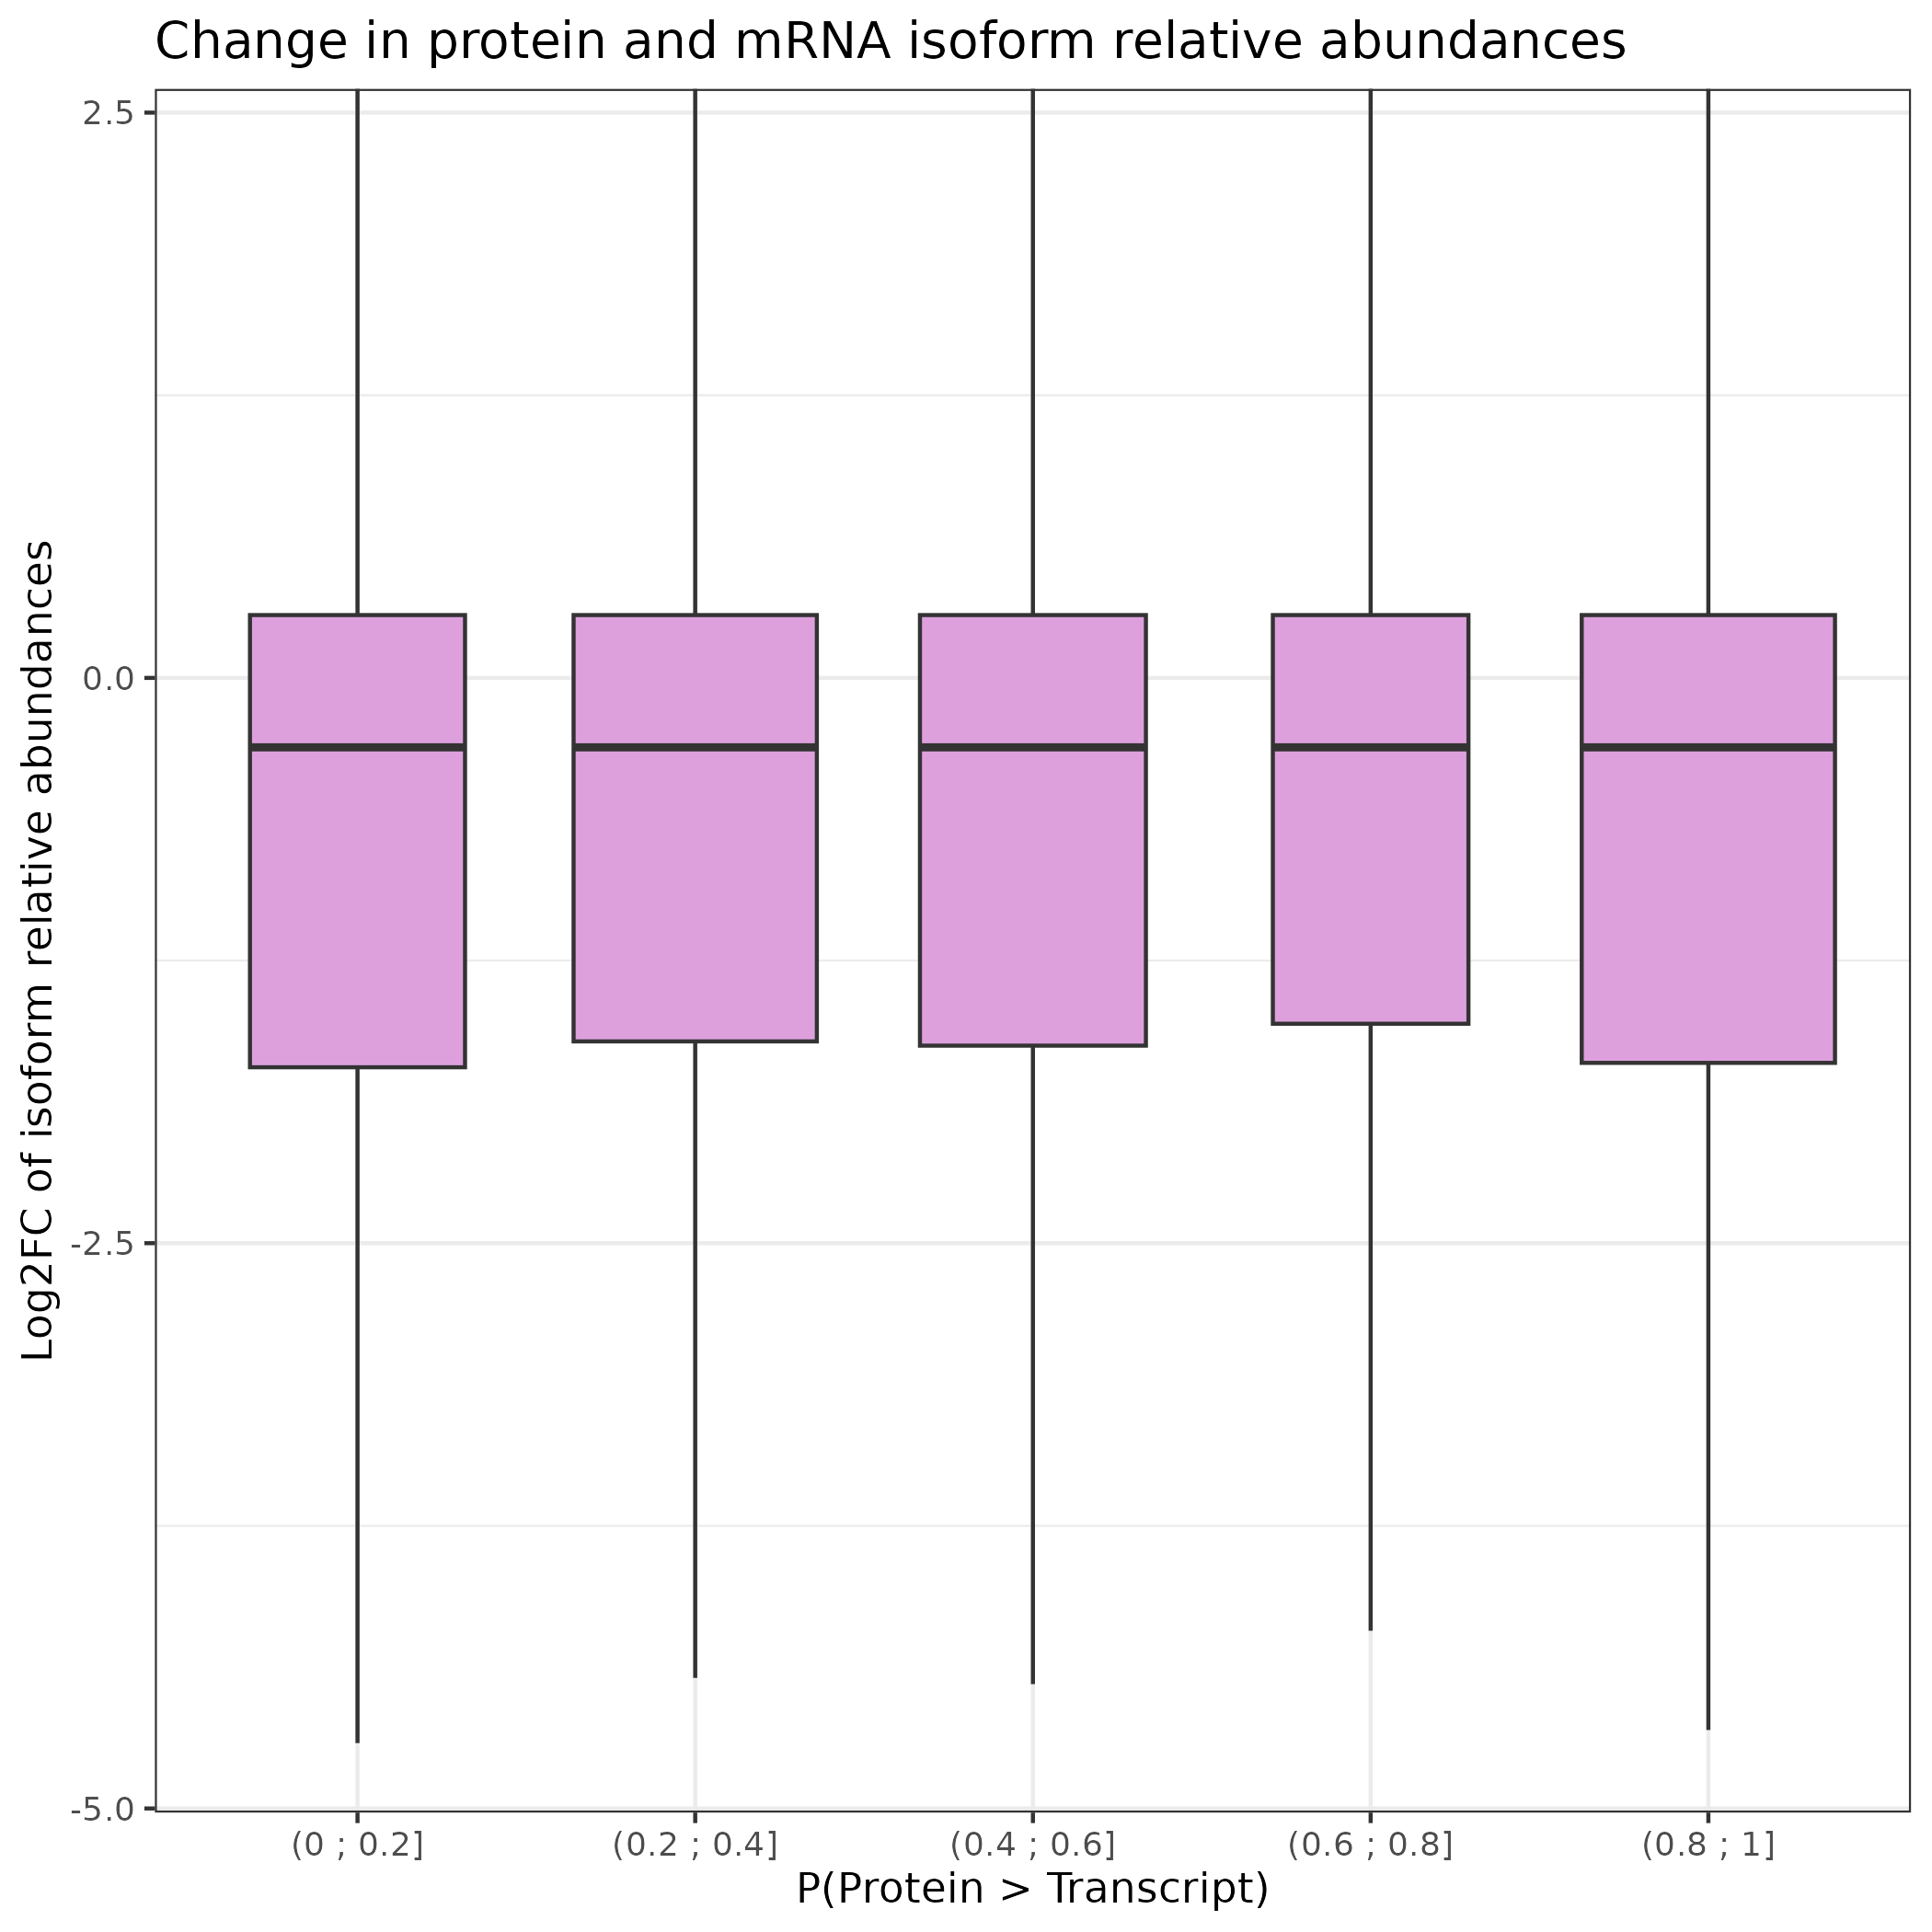 Change in protein and mRNA isoform relative abundances
Log2FC of isoform relative abundances
2.5
0.0
-2.5
-5.0
(0 ; 0.2]
(0.2 ; 0.4]
(0.4 ; 0.6]
(0.6 ; 0.8]
(0.8 ; 1]
P(Protein > Transcript)